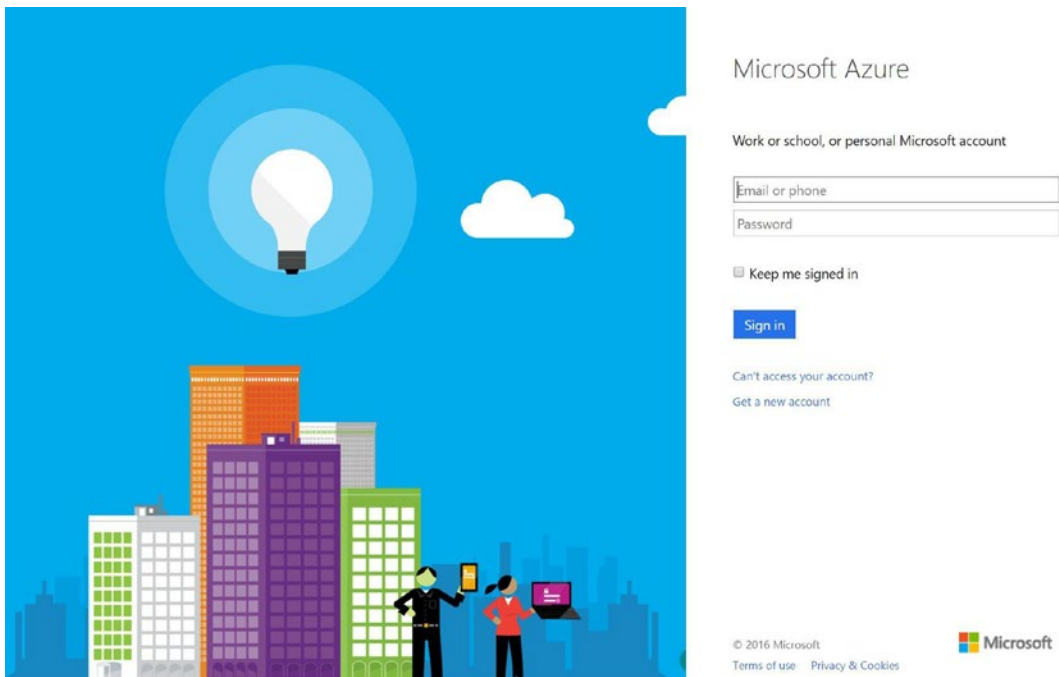 Microsoft Azure
Work or school, or personal Microsoft account
Email or phone
Password
Keep me signed in
Sign in
Can't access your account?
Get a new account
© 2016 Microsoft
Microsoft
Terms of use Privacy & Cookies